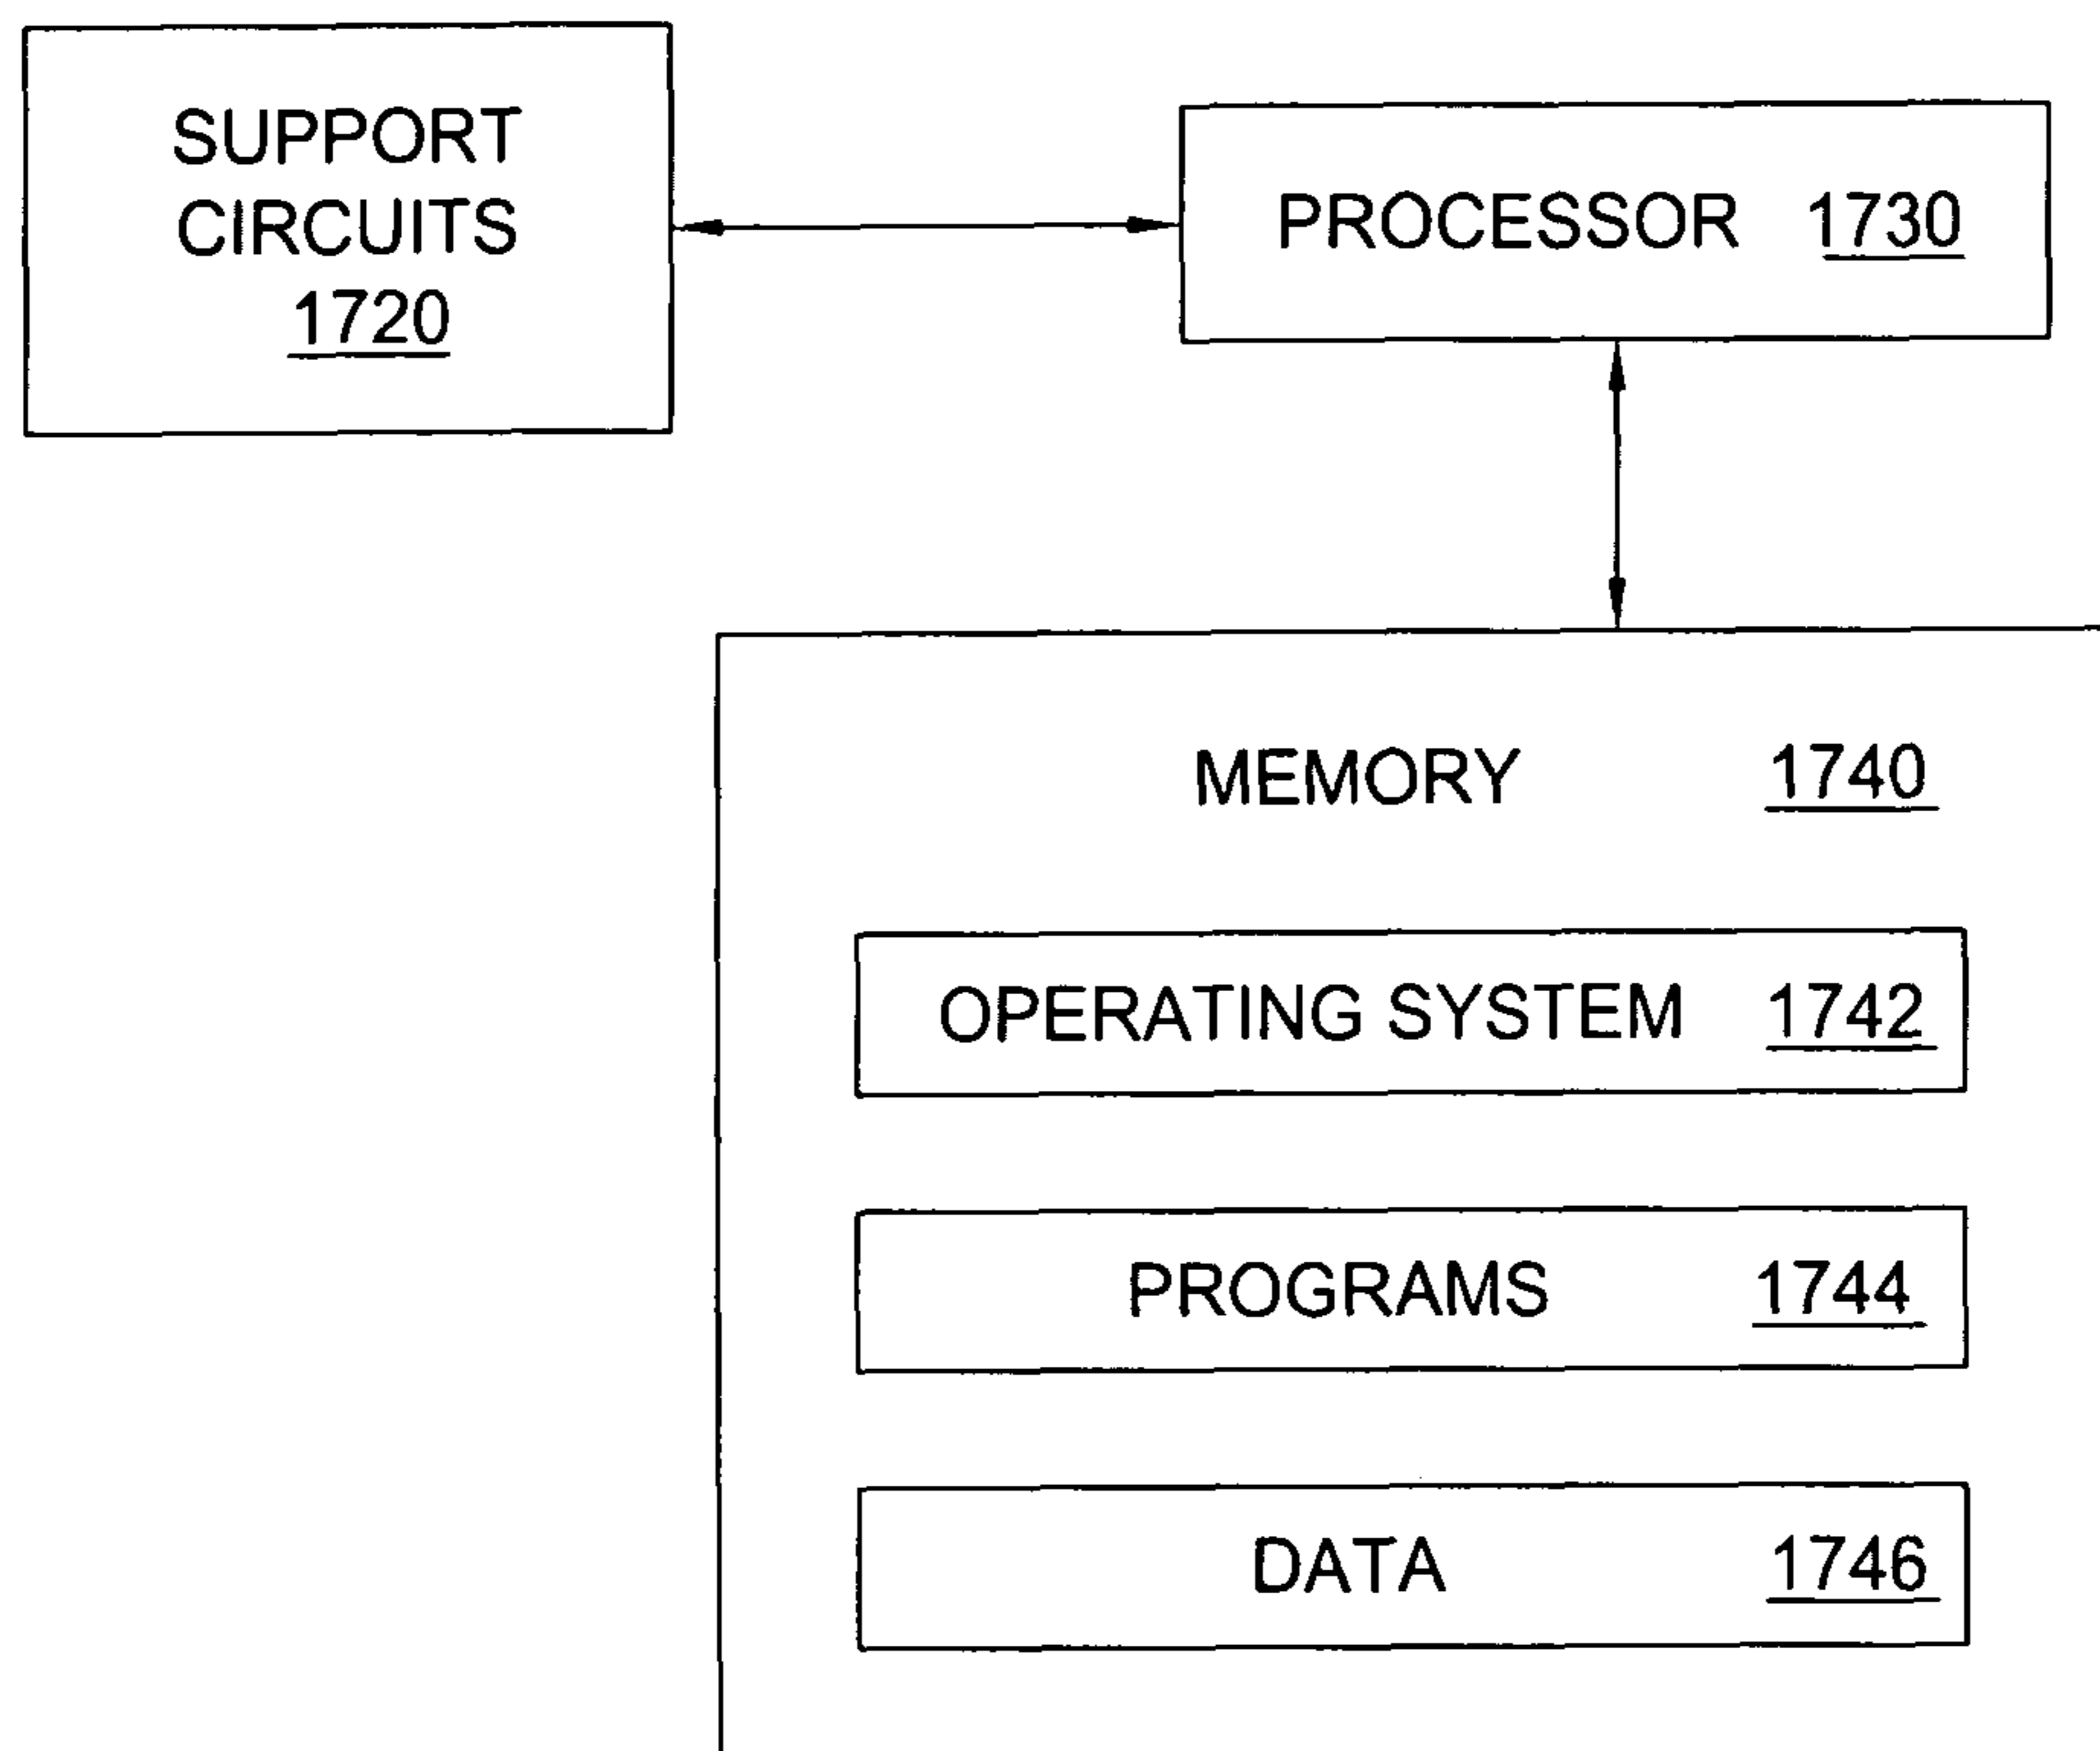 SUPPORT
CIRCUITS
1720
PROCESSOR 1730
MEMORY 1740
OPERATING SYSTEM 1742
PROGRAMS 1744
DATA 1746